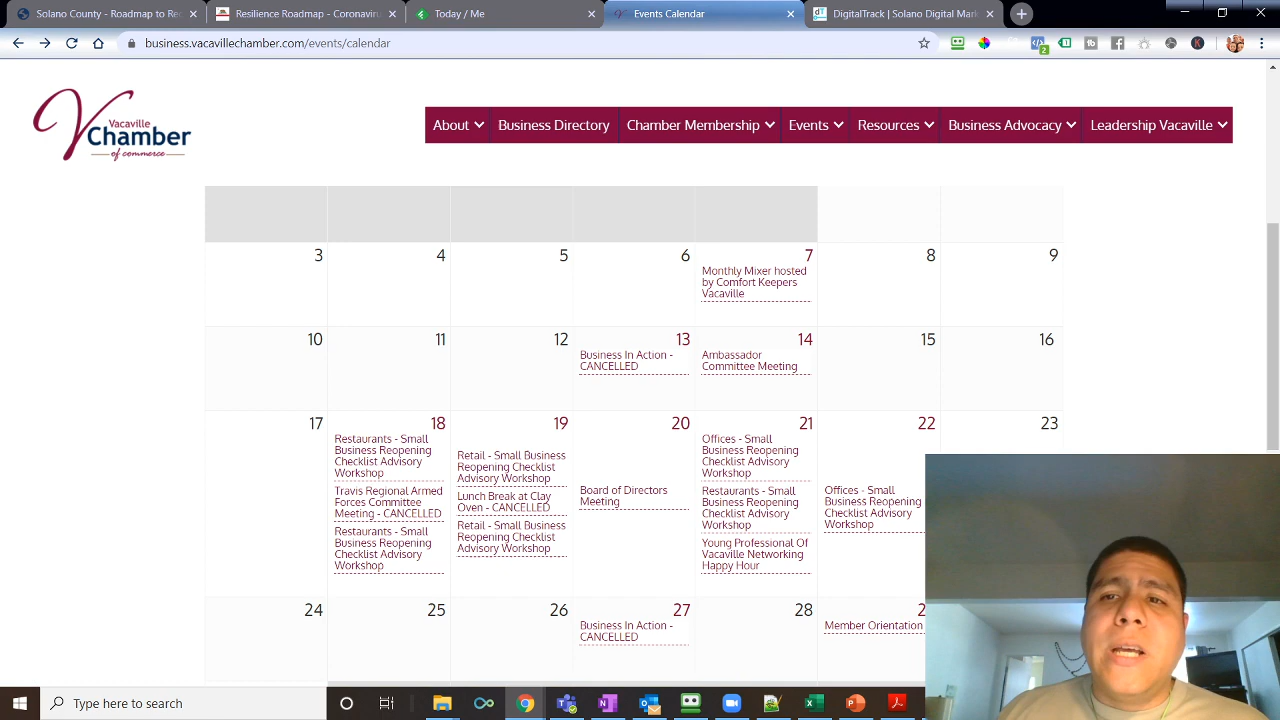 Solano County - Roadmap to Re
Resilience Roadmap - Coronaviru
Today / Me
Events Calendar
DigitalTrack | Solano Digital Mark
business.vacavillechamber.com/events/calendar
2
Vacaville
Chamber
of commerce
About
Business Directory
Chamber Membership
Events
Resources
Business Advocacy
Leadership Vacaville
3
4
5
6
7
Monthly Mixer hosted
by Comfort Keepers
Vacaville
8
9
10
11
12
13
Business In Action -
CANCELLED
14
Ambassador
Committee Meeting
15
16
17
18
Restaurants - Small
Business Reopening
Checklist Advisory
Workshop
Travis Regional Armed
Forces Committee
Meeting - CANCELLED
Restaurants - Small
Business Reopening
Checklist Advisory
Workshop
19
Retail - Small Business
Reopening Checklist
Advisory Workshop
Lunch Break at Clay
Oven - CANCELLED
Retail - Small Business
Reopening Checklist
Advisory Workshop
20
Board of Directors
Meeting
21
Offices - Small
Business Reopening
Checklist Advisory
Workshop
Restaurants - Small
Business Reopening
Checklist Advisory
Workshop
Young Professional Of
Vacaville Networking
Happy Hour
22
Offices - Small
Business Reopening
Checklist Advisory
Workshop
23
24
25
26
27
Business In Action -
CANCELLED
28
2
Member Orientation
Type here to search